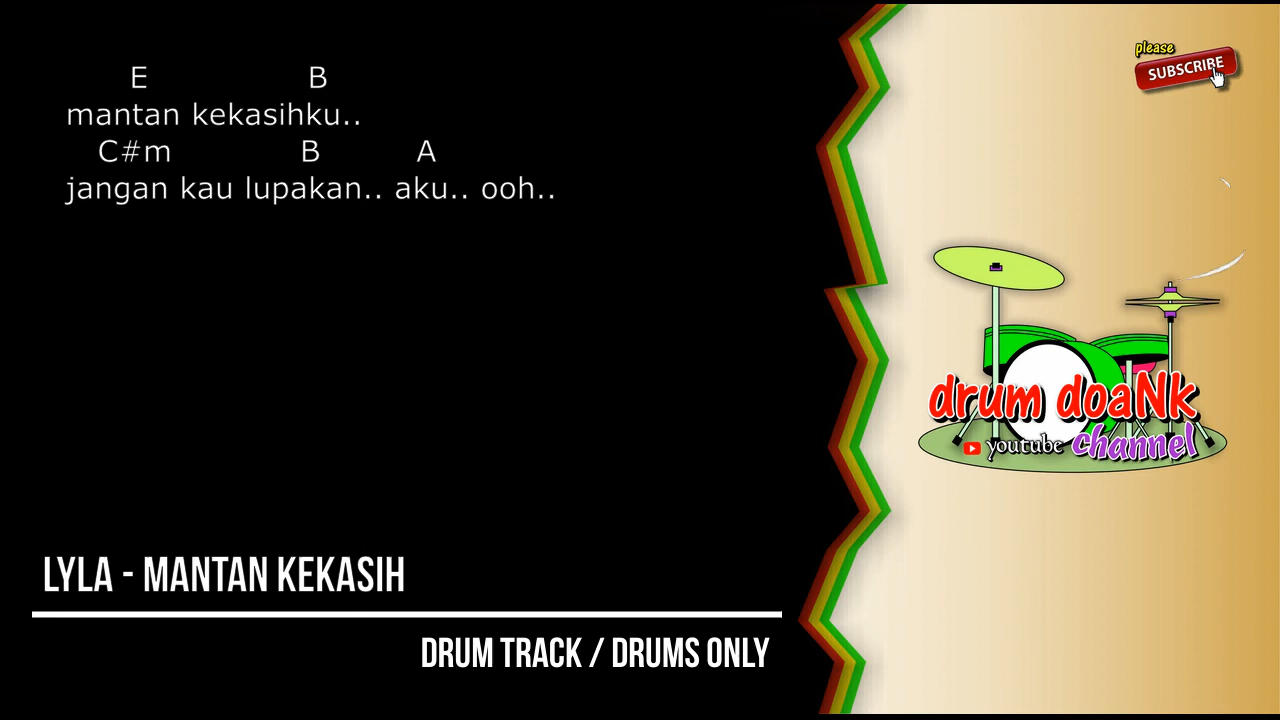 E B
mantan kekasihku..
C#m B A
jangan kau lupakan.. aku.. ooh..
LYLA - MANTAN KEKASIH
DRUM TRACK / DRUMS ONLY
please
SUBSCRIBE
drum doaNk
youtube channel